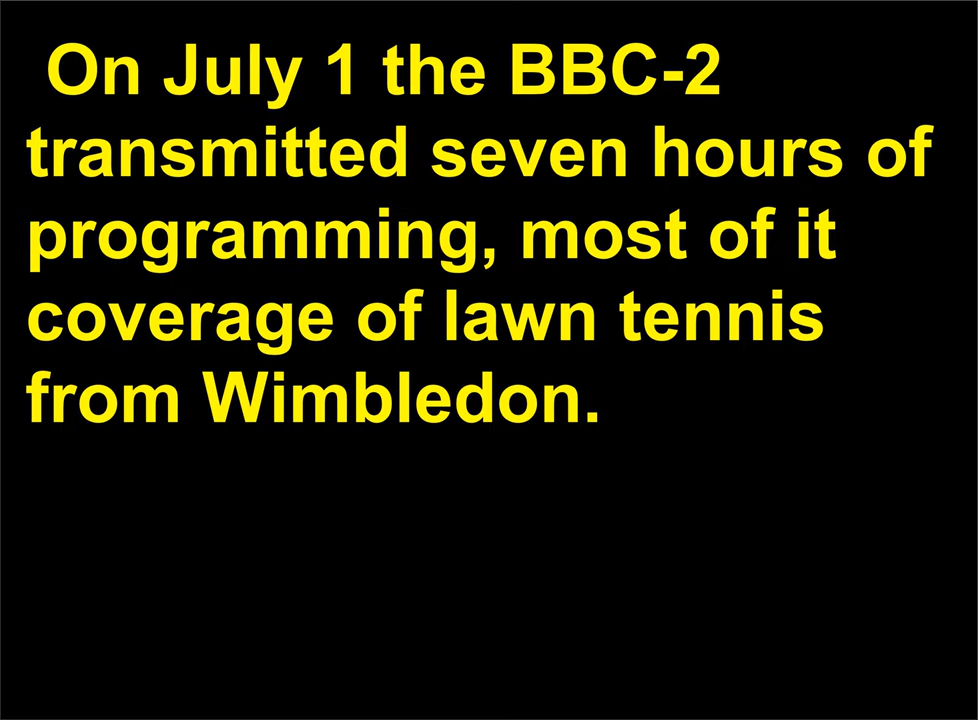 On July 1 the BBC-2
transmitted seven hours of
programming, most of it
coverage of lawn tennis
from Wimbledon.